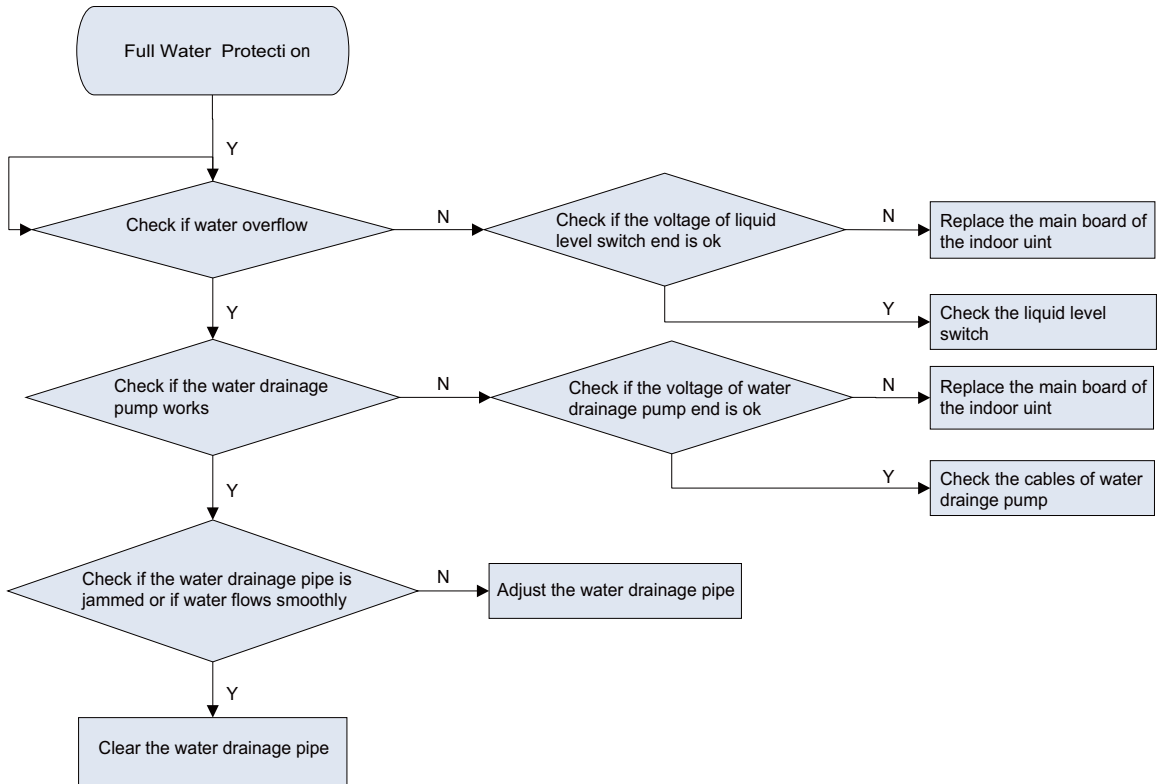 Full Water Protecti on
Y
Check if water overflow
N
Check if the voltage of liquid
level switch end is ok
N
Replace the main board of
the indoor uint
Y
Check the liquid level
switch
Y
Check if the water drainage
pump works
N
Check if the voltage of water
drainage pump end is ok
N
Replace the main board of
the indoor uint
Y
Check the cables of water
drainge pump
Y
Check if the water drainage pipe is
jammed or if water flows smoothly
N
Adjust the water drainage pipe
Y
Clear the water drainage pipe